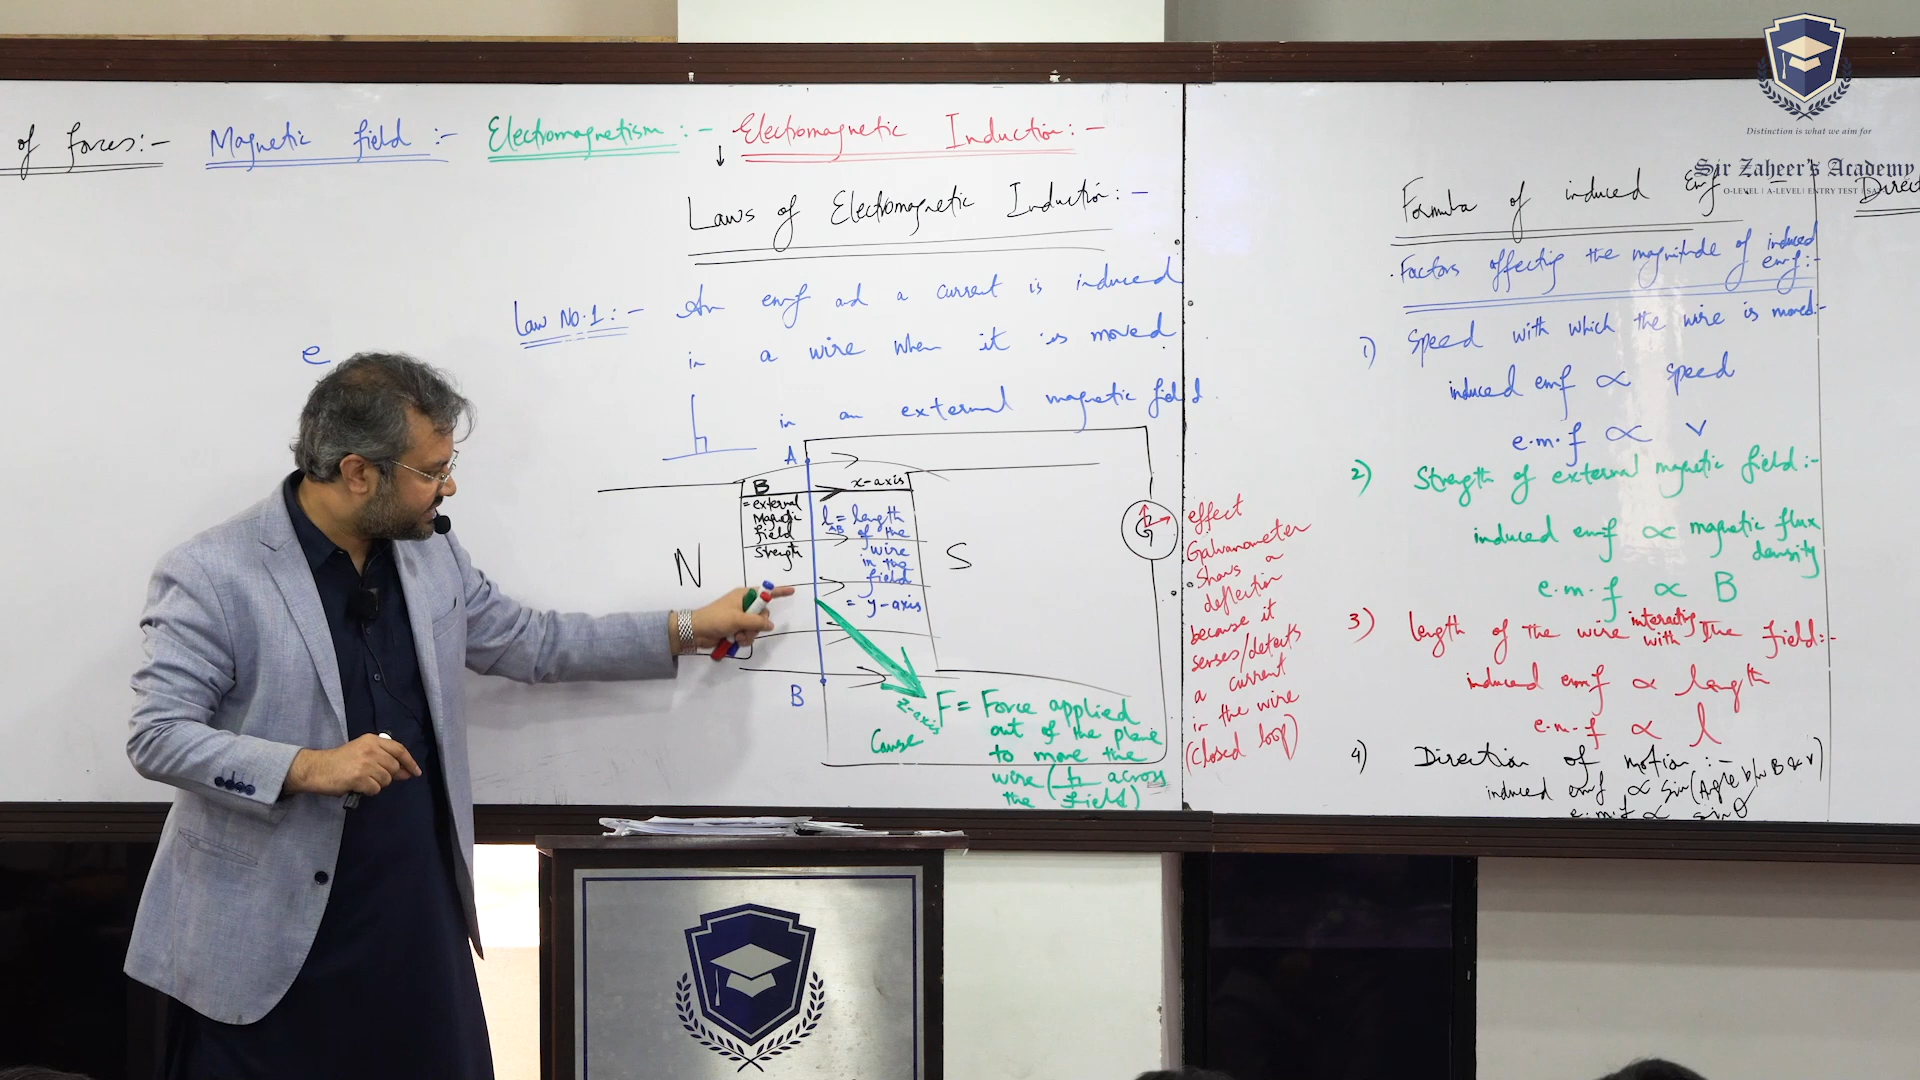 of forces:-
Magnetic field :-
Electromagnetism :-
Electromagnetic Induction:-
Laws of Electromagnetic Induction:-
Law No.1:- An emf ad a current is induced
in a wire when it is moved
in an external magnetic field.
e
A
B
= external
Magnetic
field
Strength
x-axis
l = length
AB of the
wire
in the
field
= y-axis
N
S
G
B
z-axis
Cause
F = Force applied
out of the plane
to move the
wire (h across
the field)
effect
Galvanometer
shows a
deflection
because it
senses/detects
a current
in the wire
(closed loop)
Distinction is what we aim for
Sir Zaheer's Academy
O-LEVEL | A-LEVEL | ENTRY TEST | SA
Formula of induced emf
Direct
Factors affecting the magnitude of induced
emf:-
1) Speed with which the wire is moved:-
induced emf ∝ speed
e.m.f ∝ v
2) Strength of external magnetic field:-
induced emf ∝ magnetic flux
density
e.m.f ∝ B
3) length of the wire interacting with the field:-
induced emf ∝ length
e.m.f ∝ l
4) Direction of motion:-
induced emf ∝ Sin(Angle b/w B & v)
e.m.f ∝ sinθ